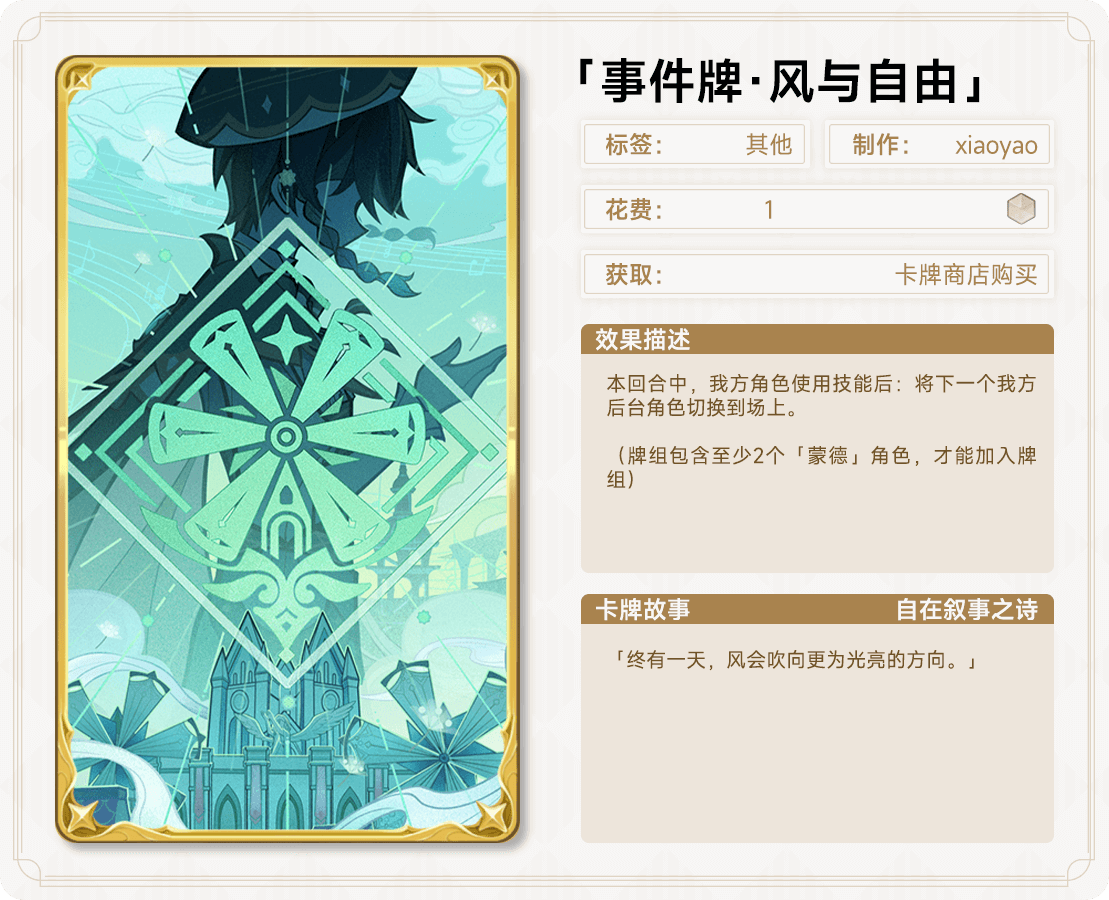 「事件牌·风与自由」
标签： 其他 制作： xiaoyao
花费： 1
获取： 卡牌商店购买
效果描述
本回合中，我方角色使用技能后：将下一个我方
后台角色切换到场上。
（牌组包含至少2个「蒙德」角色，才能加入牌
组）
卡牌故事 自在叙事之诗
「终有一天，风会吹向更为光亮的方向。」